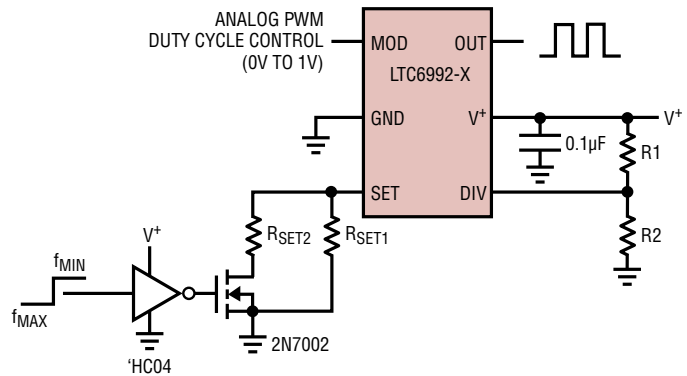 ANALOG PWM
DUTY CYCLE CONTROL
(0V TO 1V)
MOD
OUT
LTC6992-X
GND
V+
V+
0.1µF
R1
SET
DIV
RSET2
RSET1
R2
V+
fMIN
fMAX
2N7002
'HC04